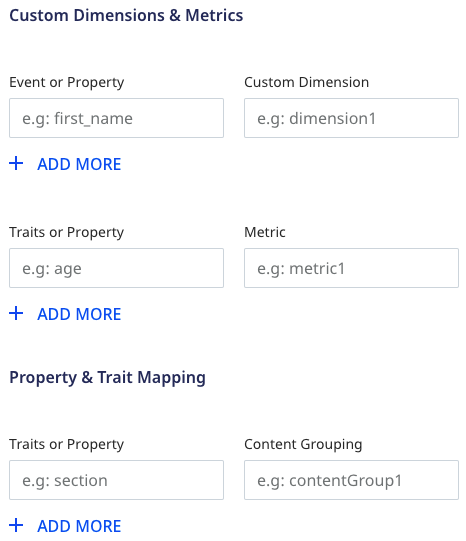 Custom Dimensions & Metrics
Event or Property Custom Dimension
e.g: first_name e.g: dimension1
+ ADD MORE
Traits or Property Metric
e.g: age e.g: metric1
+ ADD MORE
Property & Trait Mapping
Traits or Property Content Grouping
e.g: section e.g: contentGroup1
+ ADD MORE